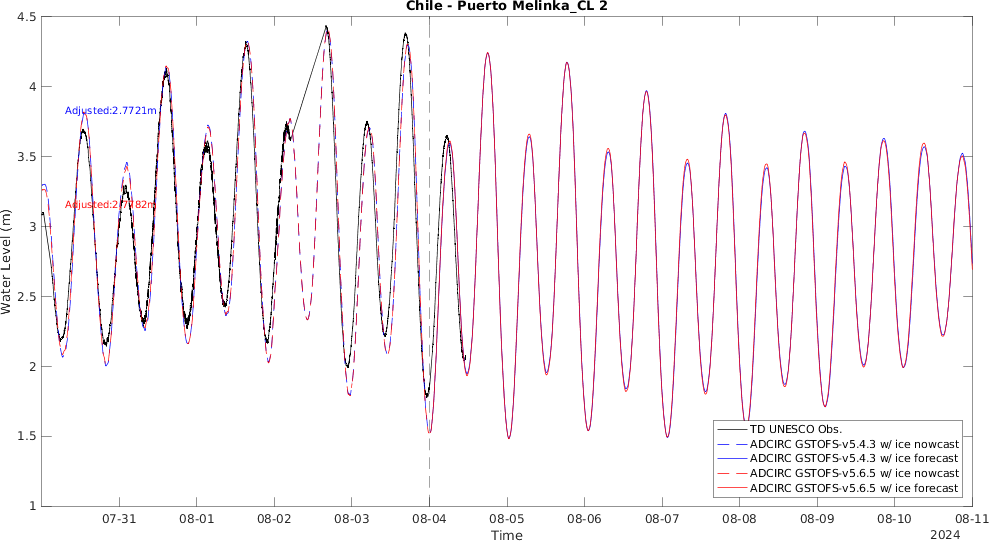 Chile - Puerto Melinka_CL 2
4.5
4
3.5
3
2.5
2
1.5
1
Water Level (m)
Adjusted:2.7721m
07-31
08-01
08-02
08-03
08-04
08-05
08-06
08-07
08-08
08-09
08-10
08-11
Time
2024
TD UNESCO Obs.
ADCIRC GSTOFS-v5.4.3 w/ ice nowcast
ADCIRC GSTOFS-v5.4.3 w/ ice forecast
ADCIRC GSTOFS-v5.6.5 w/ ice nowcast
ADCIRC GSTOFS-v5.6.5 w/ ice forecast